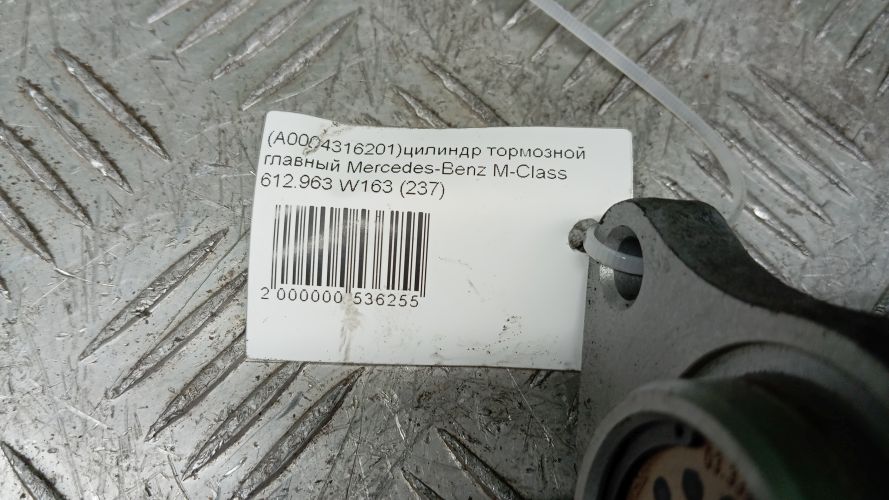 (A0004316201)цилиндр тормозной
главный Mercedes-Benz M-Class
612.963 W163 (237)
2 000000 536255